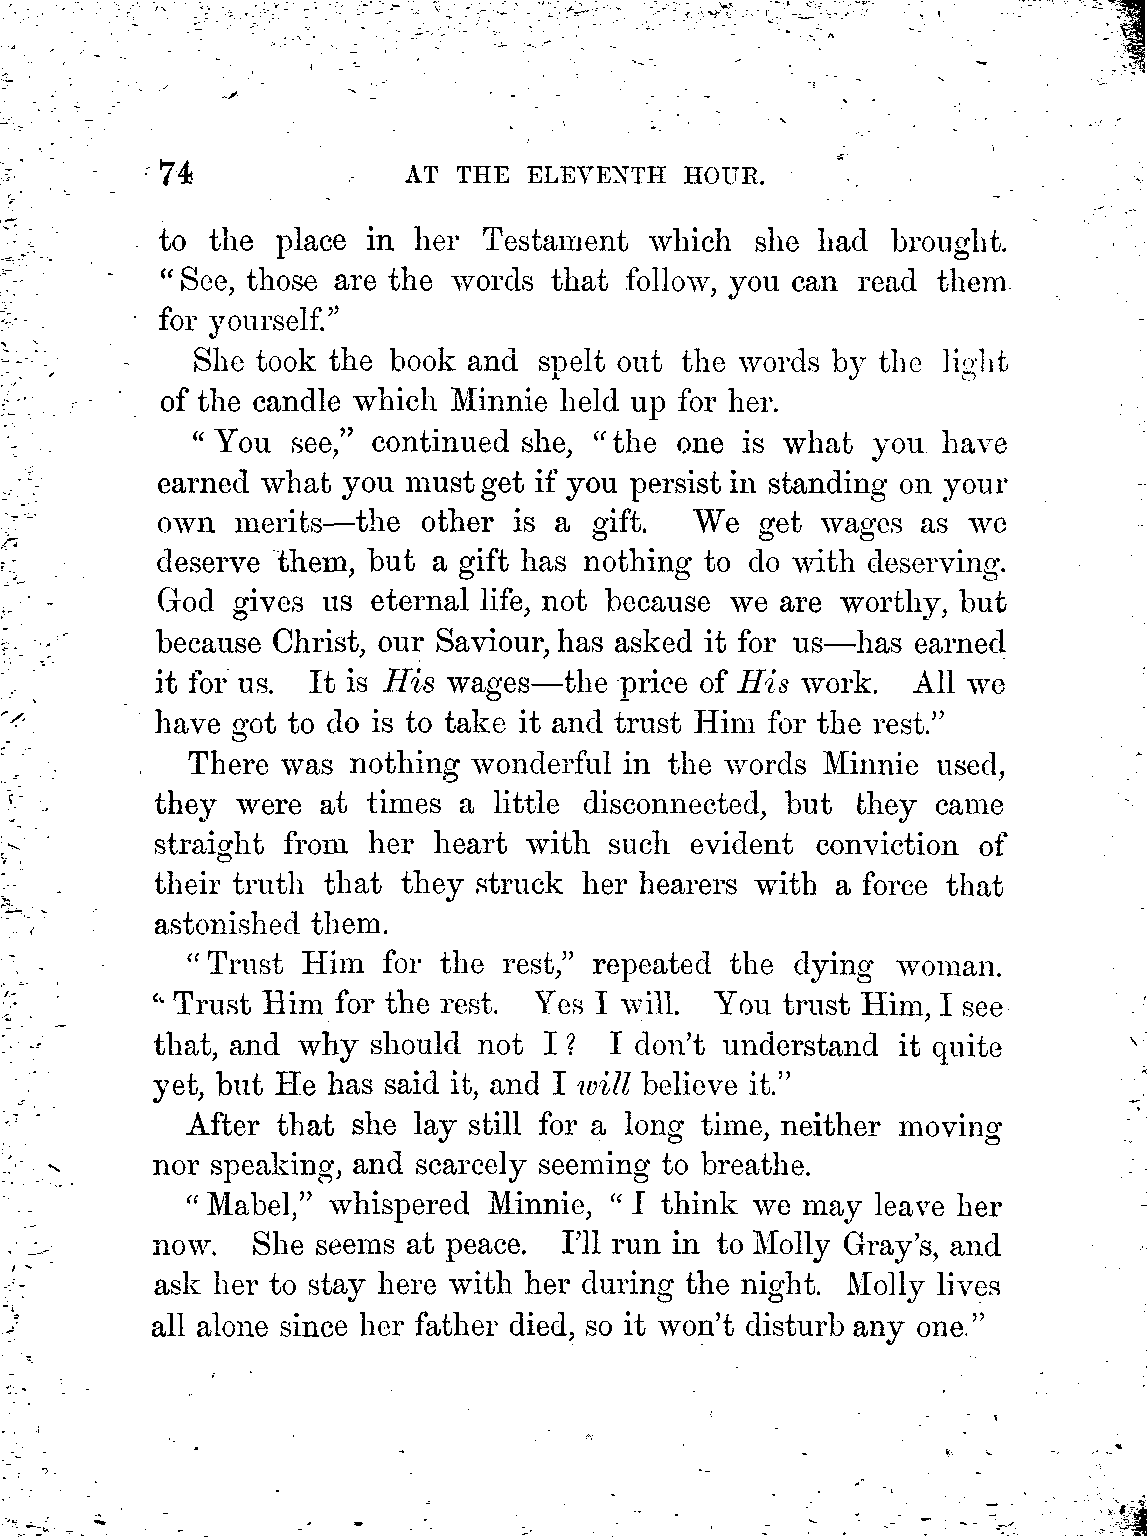 74 AT THE ELEVENTH HOUR.
to the place in her Testament which she had brought.
"See, those are the words that follow, you can read them
for yourself."
She took the book and spelt out the words by the light
of the candle which Minnie held up for her.
"You see," continued she, "the one is what you have
earned what you must get if you persist in standing on your
own merits—the other is a gift. We get wages as we
deserve them, but a gift has nothing to do with deserving.
God gives us eternal life, not because we are worthy, but
because Christ, our Saviour, has asked it for us—has earned
it for us. It is His wages—the price of His work. All we
have got to do is to take it and trust Him for the rest."
There was nothing wonderful in the words Minnie used,
they were at times a little disconnected, but they came
straight from her heart with such evident conviction of
their truth that they struck her hearers with a force that
astonished them.
"Trust Him for the rest," repeated the dying woman.
"Trust Him for the rest. Yes I will. You trust Him, I see
that, and why should not I? I don't understand it quite
yet, but He has said it, and I will believe it."
After that she lay still for a long time, neither moving
nor speaking, and scarcely seeming to breathe.
"Mabel," whispered Minnie, "I think we may leave her
now. She seems at peace. I'll run in to Molly Gray's, and
ask her to stay here with her during the night. Molly lives
all alone since her father died, so it won't disturb any one."